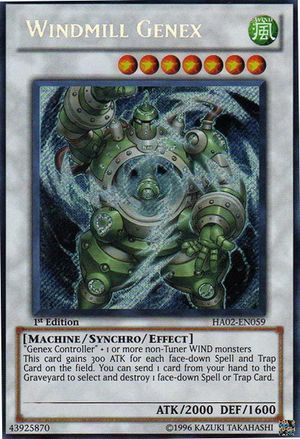 WINDMILL GENEX
WIND
風
1st Edition
HA02-EN059
[MACHINE/SYNCHRO/EFFECT]
"Genex Controller" + 1 or more non-Tuner WIND monsters
This card gains 300 ATK for each face-down Spell and Trap
Card on the field. You can send 1 card from your hand to the
Graveyard to select and destroy 1 face-down Spell or Trap Card.
ATK/2000 DEF/1600
43925870
©1996 KAZUKI TAKAHASHI